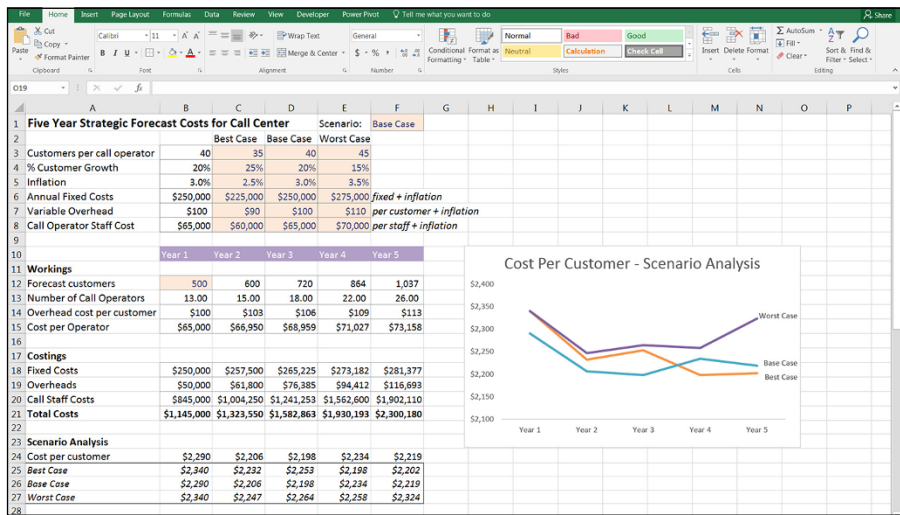 File Home Insert Page Layout Formulas Data Review View Developer Power Pivot Tell me what you want to do Share
Cut Calibri 11 Wrap Text General Normal Bad Good AutoSum
Copy Fill
Paste Format Painter B I U Merge & Center $ % , Conditional Formatting Format as Table Neutral Calculation Check Cell Insert Delete Format Clear Sort & Filter Find & Select
Clipboard Font Alignment Number Styles Cells Editing
O19 fx
A B C D E F G H I J K L M N O P
1 Five Year Strategic Forecast Costs for Call Center Scenario: Base Case
2 Best Case Base Case Worst Case
3 Customers per call operator 40 35 40 45
4 % Customer Growth 20% 25% 20% 15%
5 Inflation 3.0% 2.5% 3.0% 3.5%
6 Annual Fixed Costs $250,000 $225,000 $250,000 $275,000 fixed + inflation
7 Variable Overhead $100 $90 $100 $110 per customer + inflation
8 Call Operator Staff Cost $65,000 $60,000 $65,000 $70,000 per staff + inflation
9
10 Year 1 Year 2 Year 3 Year 4 Year 5
11 Workings
12 Forecast customers 500 600 720 864 1,037
13 Number of Call Operators 13.00 15.00 18.00 22.00 26.00
14 Overhead cost per customer $100 $103 $106 $109 $113
15 Cost per Operator $65,000 $66,950 $68,959 $71,027 $73,158
16
17 Costings
18 Fixed Costs $250,000 $257,500 $265,225 $273,182 $281,377
19 Overheads $50,000 $61,800 $76,385 $94,412 $116,693
20 Call Staff Costs $845,000 $1,004,250 $1,241,253 $1,562,600 $1,902,110
21 Total Costs $1,145,000 $1,323,550 $1,582,863 $1,930,193 $2,300,180
22
23 Scenario Analysis
24 Cost per customer $2,290 $2,206 $2,198 $2,234 $2,219
25 Best Case $2,340 $2,232 $2,253 $2,198 $2,202
26 Base Case $2,290 $2,206 $2,198 $2,234 $2,219
27 Worst Case $2,340 $2,247 $2,264 $2,258 $2,324
28
Cost Per Customer - Scenario Analysis
$2,400
$2,350
$2,300
$2,250
$2,200
$2,150
$2,100
Worst Case
Base Case
Best Case
Year 1 Year 2 Year 3 Year 4 Year 5